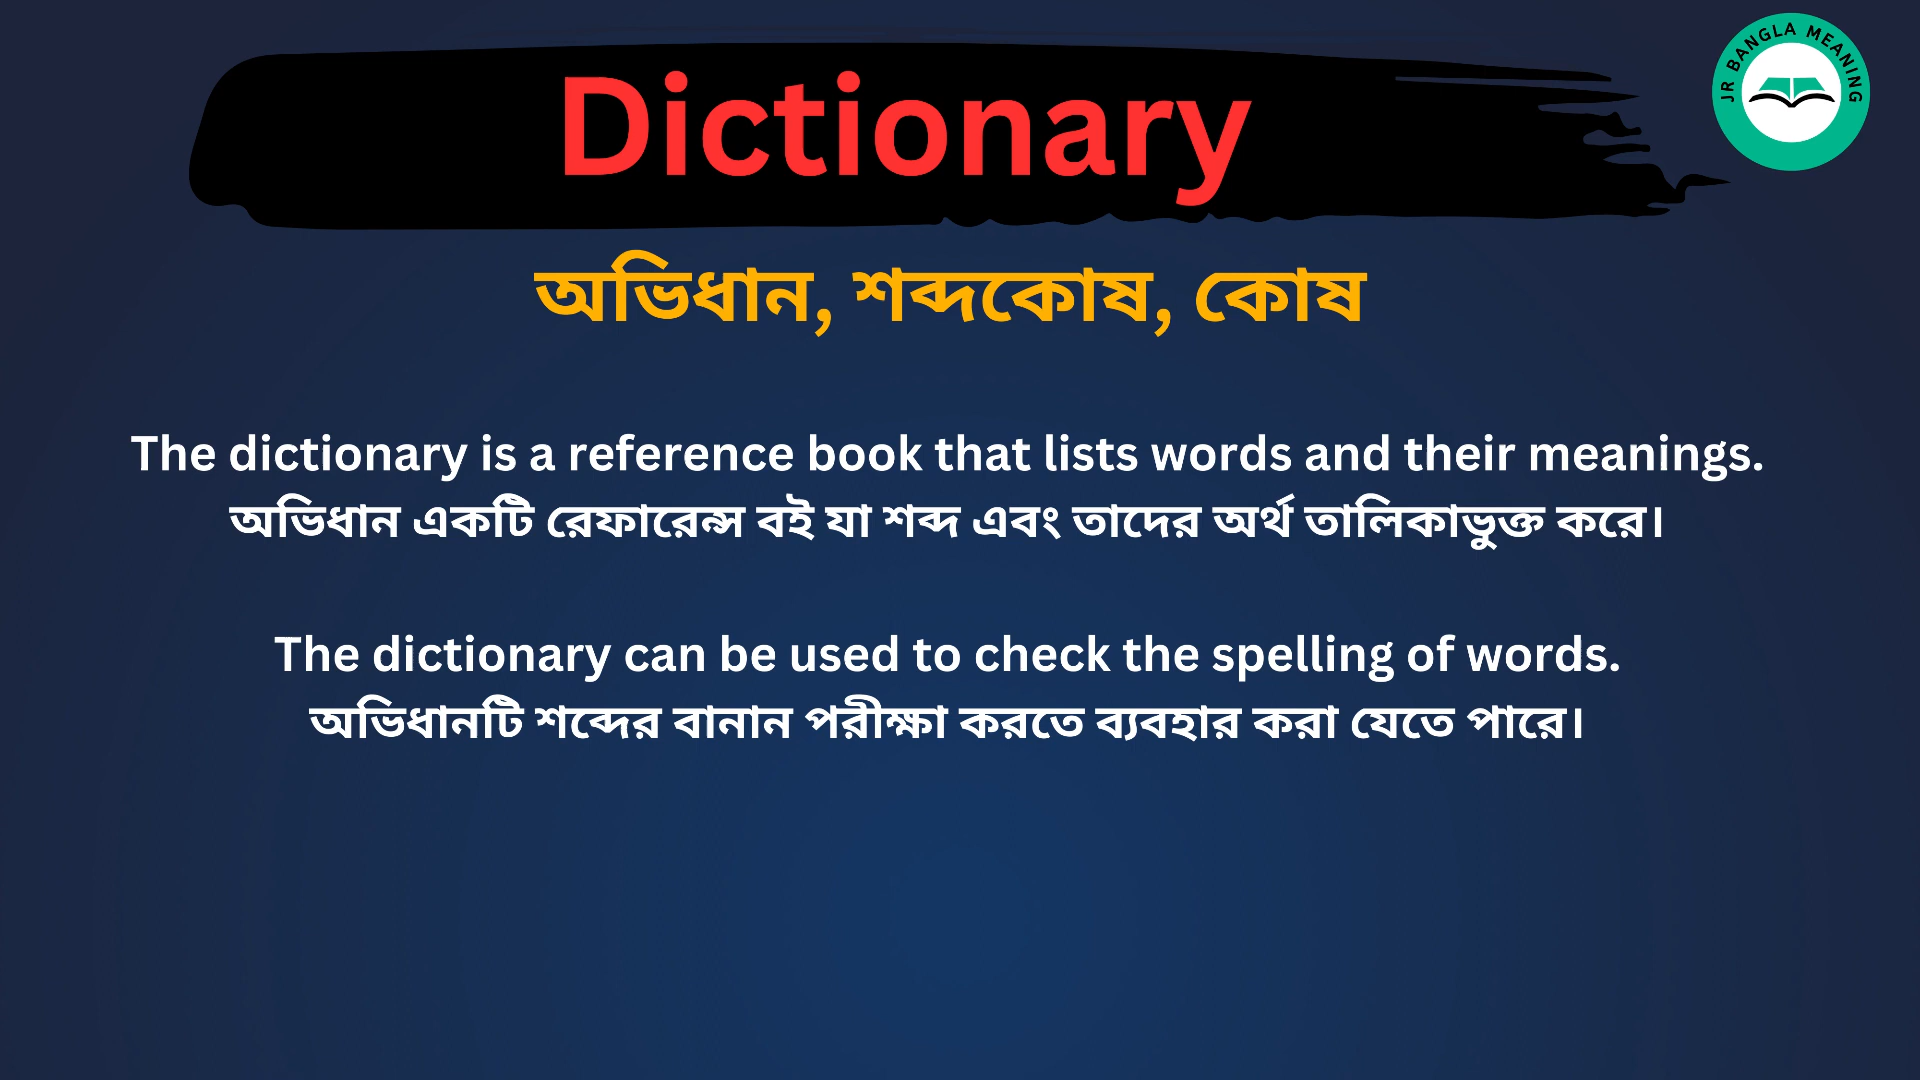 Dictionary
JR BANGLA MEANING
অভিধান, শব্দকোষ, কোষ
The dictionary is a reference book that lists words and their meanings.
অভিধান একটি রেফারেন্স বই যা শব্দ এবং তাদের অর্থ তালিকাভুক্ত করে।
The dictionary can be used to check the spelling of words.
অভিধানটি শব্দের বানান পরীক্ষা করতে ব্যবহার করা যেতে পারে।